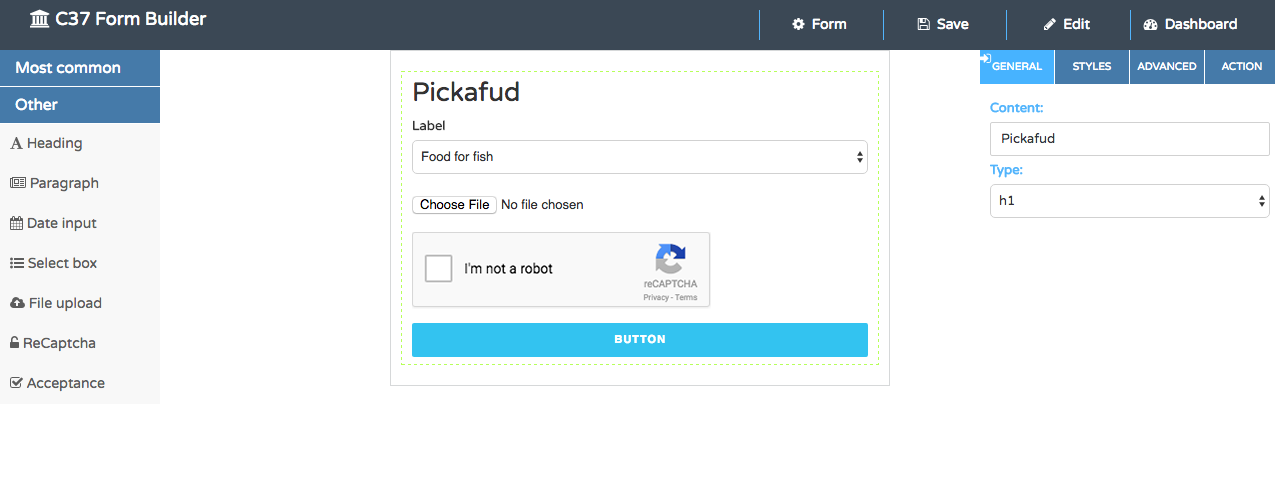 C37 Form Builder
Form
Save
Edit
Dashboard
Most common
Other
Heading
Paragraph
Date input
Select box
File upload
ReCaptcha
Acceptance
Pickafud
Label
Food for fish
Choose File No file chosen
I'm not a robot
reCAPTCHA
Privacy - Terms
BUTTON
GENERAL
STYLES
ADVANCED
ACTION
Content:
Pickafud
Type:
h1